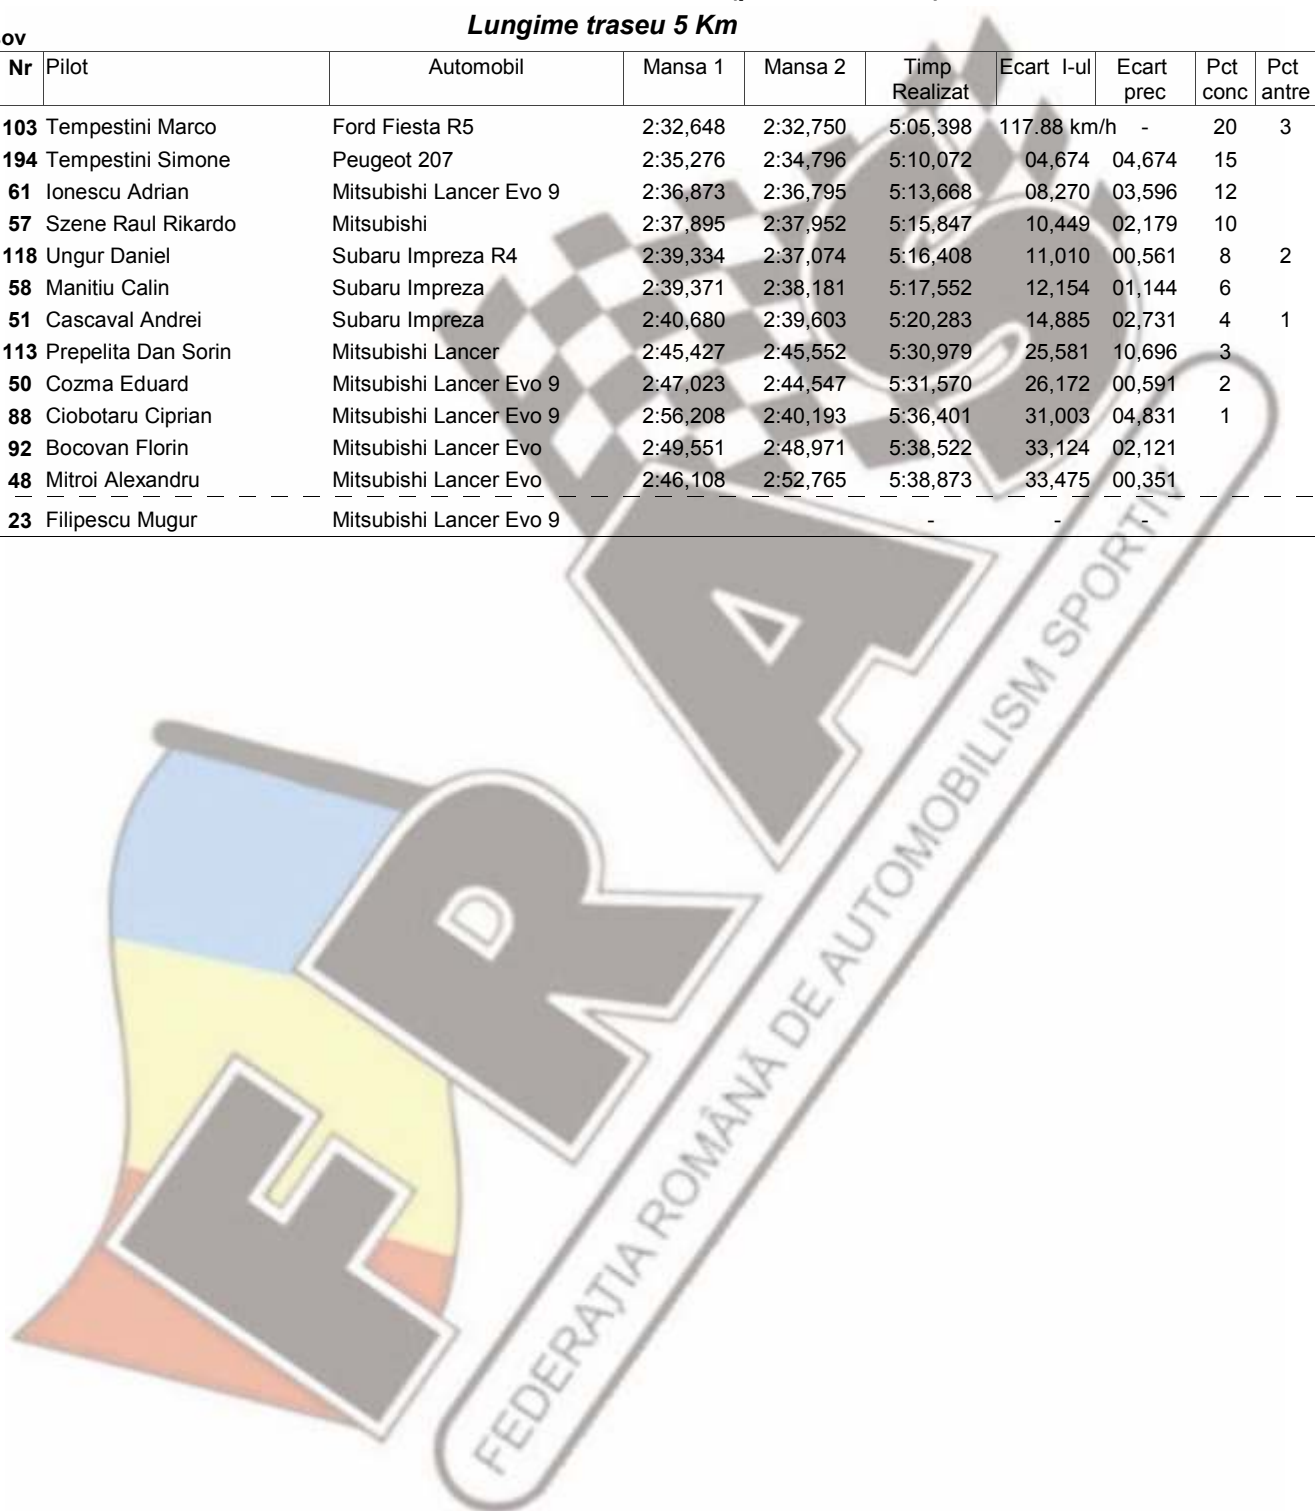 Lungime traseu 5 Km
ov
Nr Pilot Automobil Mansa 1 Mansa 2 Timp Realizat Ecart I-ul Ecart prec Pct conc Pct antre
103 Tempestini Marco Ford Fiesta R5 2:32,648 2:32,750 5:05,398 117.88 km/h - 20 3
194 Tempestini Simone Peugeot 207 2:35,276 2:34,796 5:10,072 04,674 04,674 15
61 Ionescu Adrian Mitsubishi Lancer Evo 9 2:36,873 2:36,795 5:13,668 08,270 03,596 12
57 Szene Raul Rikardo Mitsubishi 2:37,895 2:37,952 5:15,847 10,449 02,179 10
118 Ungur Daniel Subaru Impreza R4 2:39,334 2:37,074 5:16,408 11,010 00,561 8 2
58 Manitiu Calin Subaru Impreza 2:39,371 2:38,181 5:17,552 12,154 01,144 6
51 Cascaval Andrei Subaru Impreza 2:40,680 2:39,603 5:20,283 14,885 02,731 4 1
113 Prepelita Dan Sorin Mitsubishi Lancer 2:45,427 2:45,552 5:30,979 25,581 10,696 3
50 Cozma Eduard Mitsubishi Lancer Evo 9 2:47,023 2:44,547 5:31,570 26,172 00,591 2
88 Ciobotaru Ciprian Mitsubishi Lancer Evo 9 2:56,208 2:40,193 5:36,401 31,003 04,831 1
92 Bocovan Florin Mitsubishi Lancer Evo 2:49,551 2:48,971 5:38,522 33,124 02,121
48 Mitroi Alexandru Mitsubishi Lancer Evo 2:46,108 2:52,765 5:38,873 33,475 00,351
23 Filipescu Mugur Mitsubishi Lancer Evo 9 - - -
FRAS
FEDERAŢIA ROMÂNĂ DE AUTOMOBILISM SPORTIV